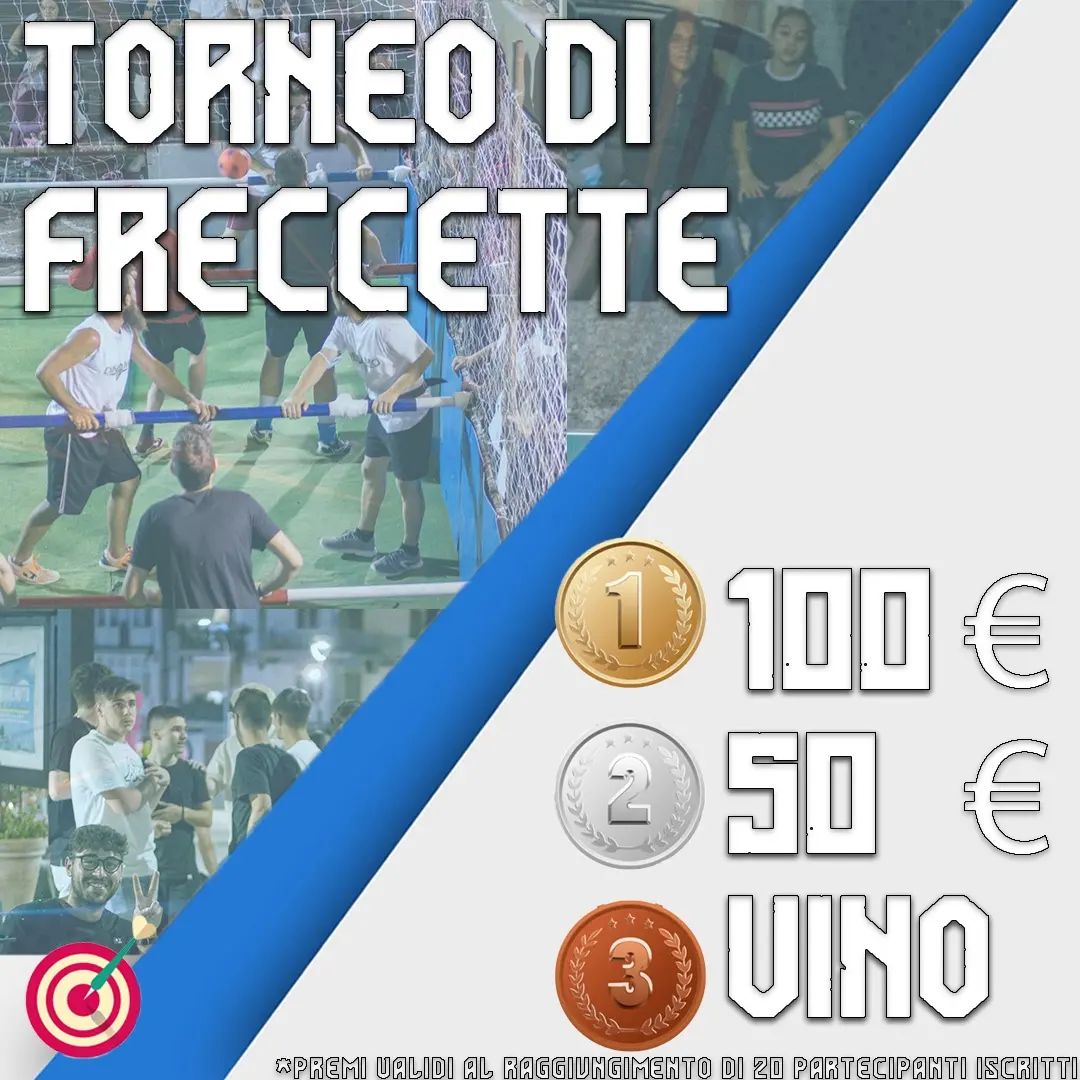 TORNEO DI
FRECCETTE
1 100 €
2 50 €
3 VINO
*PREMI VALIDI AL RAGGIUNGIMENTO DI 20 PARTECIPANTI ISCRITTI